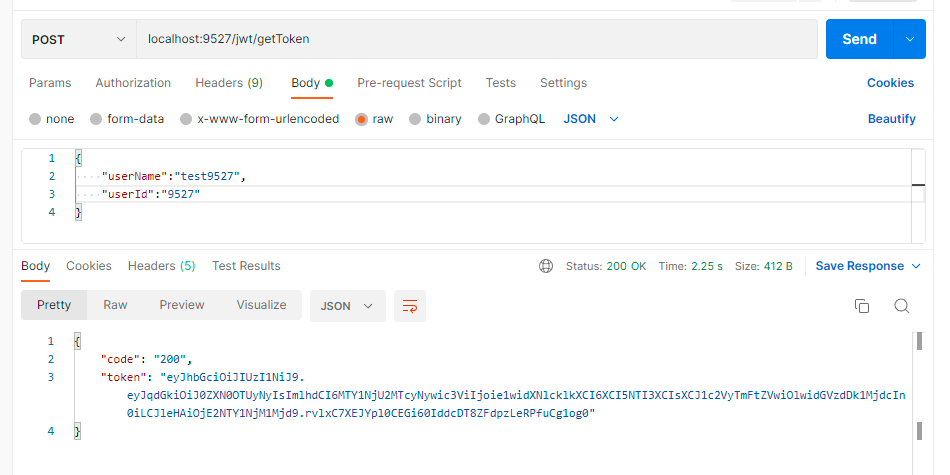 POST localhost:9527/jwt/getToken Send
Params Authorization Headers (9) Body Pre-request Script Tests Settings Cookies
none form-data x-www-form-urlencoded raw binary GraphQL JSON Beautify
1 {
2 "userName":"test9527",
3 "userId":"9527"
4 }
Body Cookies Headers (5) Test Results Status: 200 OK Time: 2.25 s Size: 412 B Save Response
Pretty Raw Preview Visualize JSON
1 {
2 "code": "200",
3 "token": "eyJhbGciOiJIUzI1NiJ9.
eyJqdGkiOiJ0ZXN0OTUyNyIsImlhdCI6MTY1NjU2MTcyNywic3ViIjoie1widXNlcklkXCI6XCI5NTI3XCIsXCJ1c2VyTmFtZVwiOlwidGVzdDk1MjdcIn
0iLCJleHAiOjE2NTY1NjM1Mjd9.rvlxC7XEJYpl0CEGi60IddcDT8ZFdpzLeRPfuCg1og0"
4 }